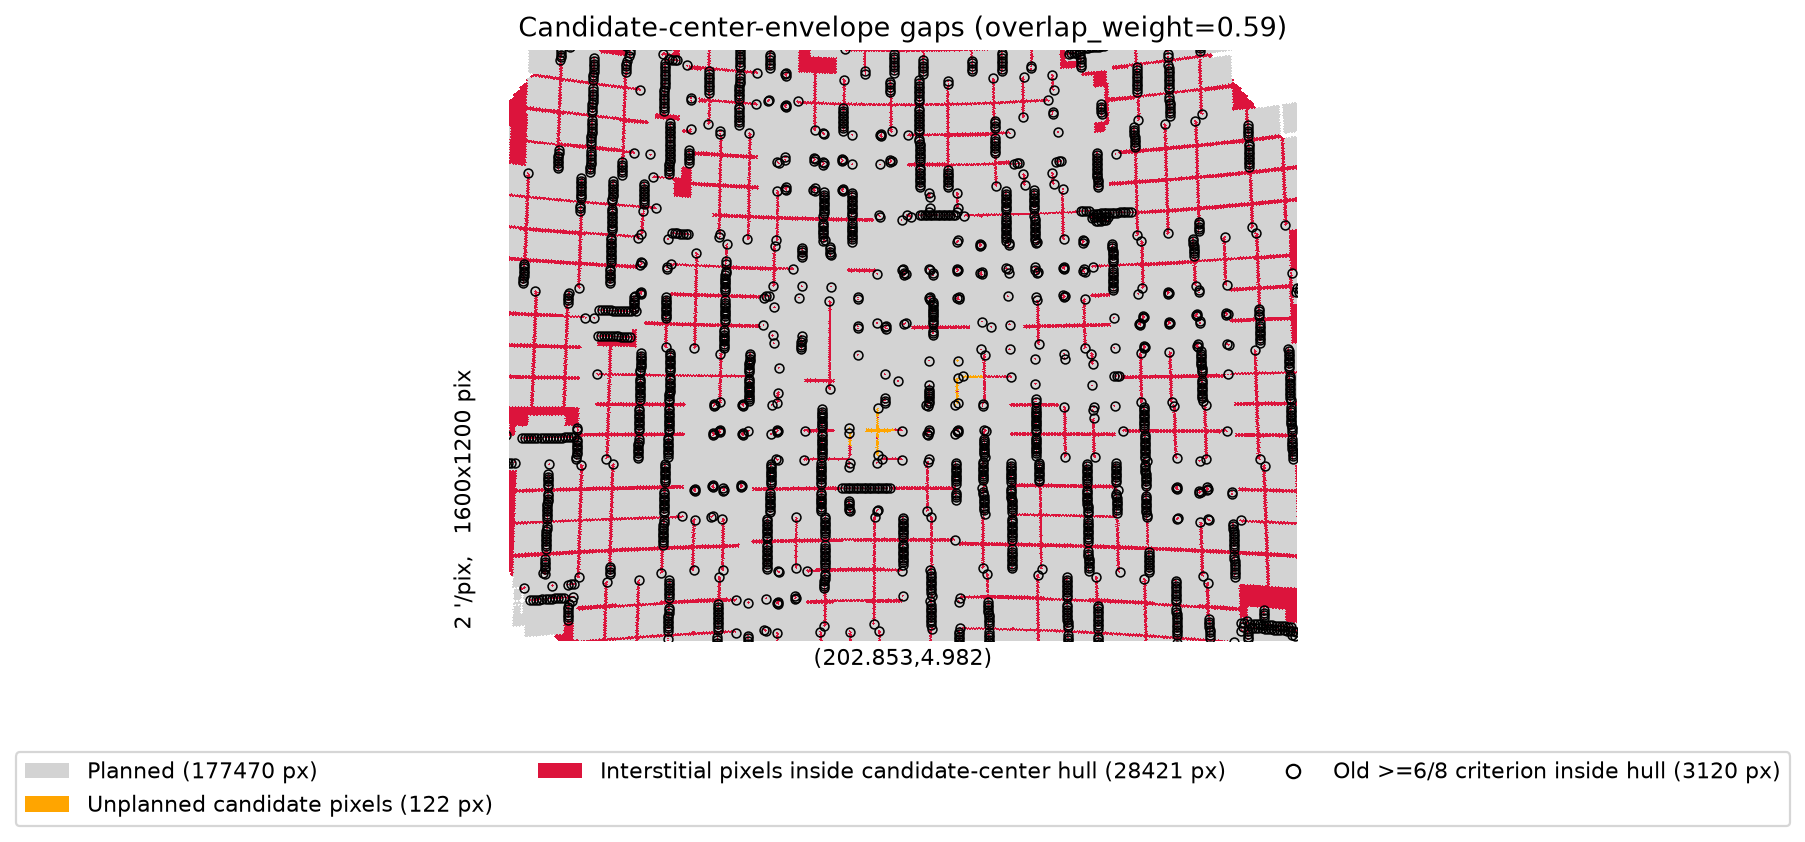 Candidate-center-envelope gaps (overlap_weight=0.59)
2 '/pix, 1600x1200 pix
(202.853,4.982)
Planned (177470 px)
Unplanned candidate pixels (122 px)
Interstitial pixels inside candidate-center hull (28421 px)
Old >=6/8 criterion inside hull (3120 px)